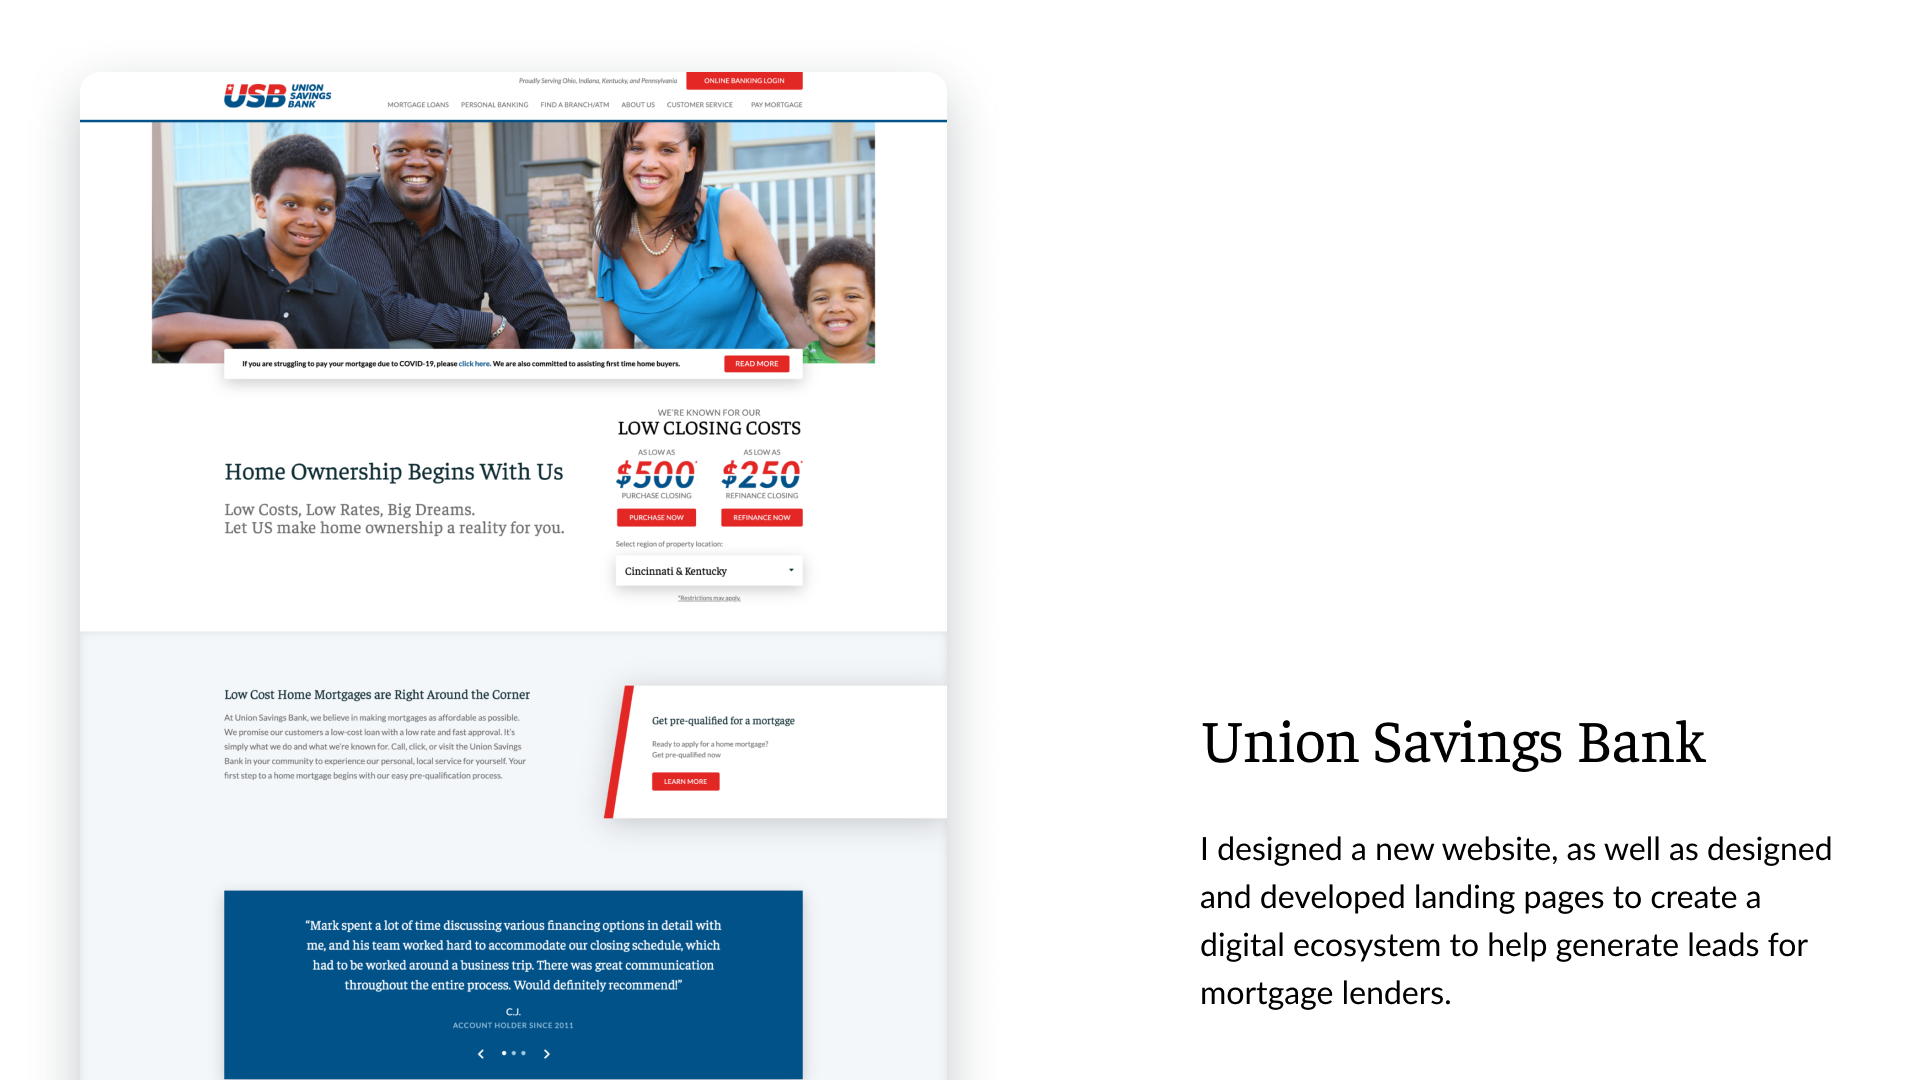 USB UNION
SAVINGS
BANK
Proudly Serving Ohio, Indiana, Kentucky, and Pennsylvania
ONLINE BANKING LOGIN
MORTGAGE LOANS PERSONAL BANKING FIND A BRANCH/ATM ABOUT US CUSTOMER SERVICE PAY MORTGAGE
If you are struggling to pay your mortgage due to COVID-19, please click here. We are also committed to assisting first time home buyers.
READ MORE
Home Ownership Begins With Us
Low Costs, Low Rates, Big Dreams.
Let US make home ownership a reality for you.
WE'RE KNOWN FOR OUR
LOW CLOSING COSTS
AS LOW AS
$500*
PURCHASE CLOSING
PURCHASE NOW
AS LOW AS
$250*
REFINANCE CLOSING
REFINANCE NOW
Select region of property location:
Cincinnati & Kentucky
*Restrictions may apply.
Low Cost Home Mortgages are Right Around the Corner
At Union Savings Bank, we believe in making mortgages as affordable as possible.
We promise our customers a low-cost loan with a low rate and fast approval. It's
simply what we do and what we're known for. Call, click, or visit the Union Savings
Bank in your community to experience our personal, local service for yourself. Your
first step to a home mortgage begins with our easy pre-qualification process.
Get pre-qualified for a mortgage
Ready to apply for a home mortgage?
Get pre-qualified now
LEARN MORE
“Mark spent a lot of time discussing various financing options in detail with
me, and his team worked hard to accommodate our closing schedule, which
had to be worked around a business trip. There was great communication
throughout the entire process. Would definitely recommend!”
C.J.
ACCOUNT HOLDER SINCE 2011
Union Savings Bank
I designed a new website, as well as designed
and developed landing pages to create a
digital ecosystem to help generate leads for
mortgage lenders.